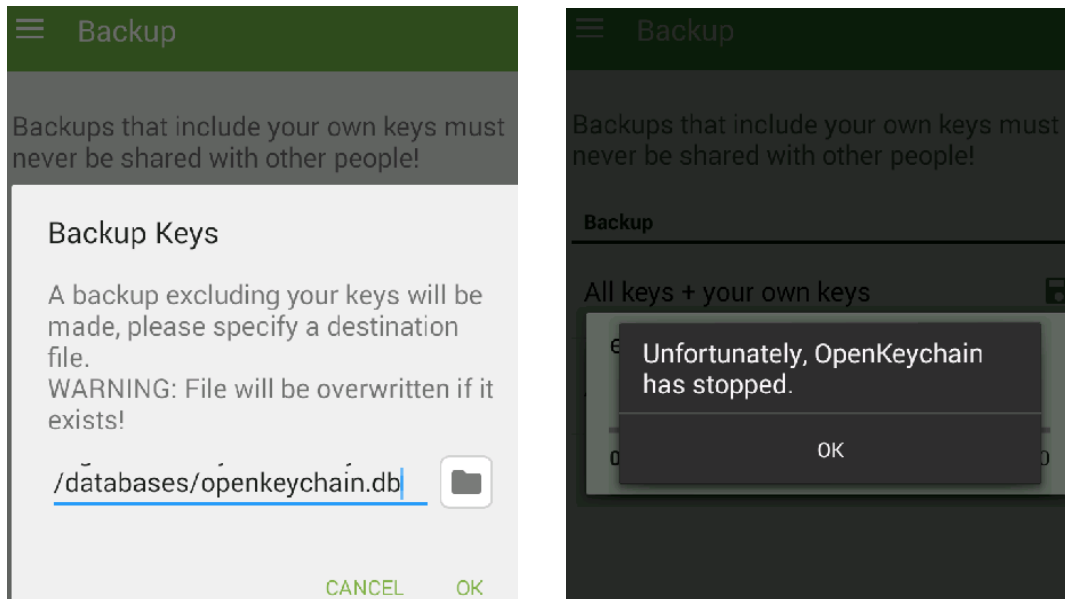 Backup
Backups that include your own keys must
never be shared with other people!
Backup Keys
A backup excluding your keys will be
made, please specify a destination
file.
WARNING: File will be overwritten if it
exists!
/databases/openkeychain.db
CANCEL OK
Backup
Backups that include your own keys must
never be shared with other people!
Backup
All keys + your own keys
Unfortunately, OpenKeychain
has stopped.
OK